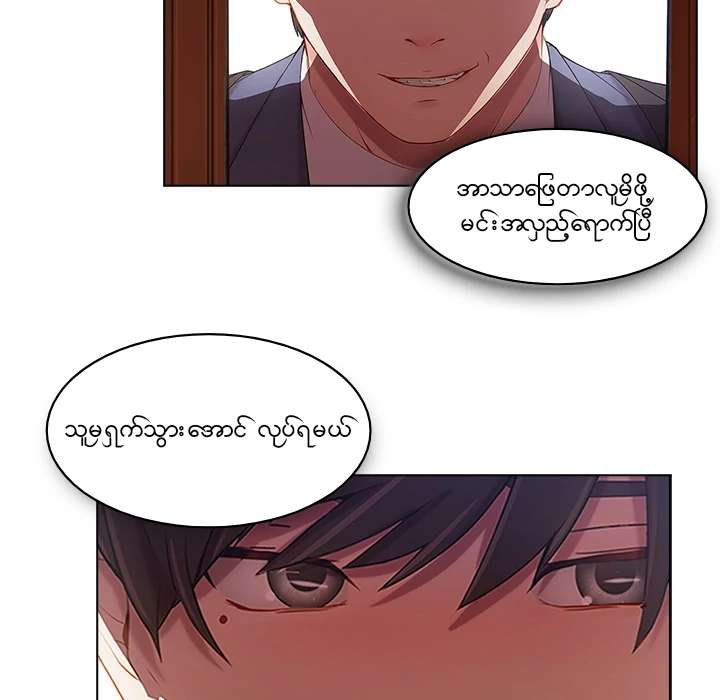 အာသာဖြေတာလူမိဖို့
မင်းအလှည့်ရောက်ပြီ
သူမရှက်သွားအောင် လုပ်ရမယ်